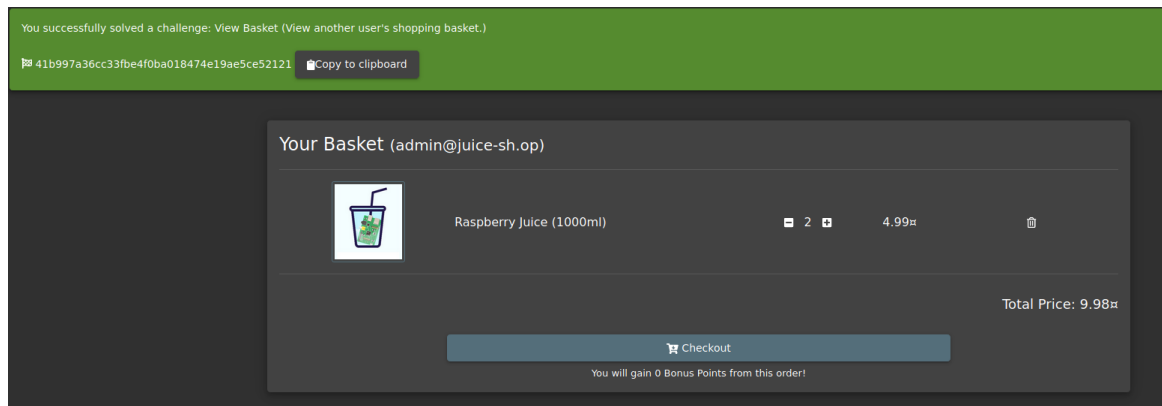 You successfully solved a challenge: View Basket (View another user's shopping basket.)
41b997a36cc33fbe4f0ba018474e19ae5ce52121 Copy to clipboard
Your Basket (admin@juice-sh.op)
Raspberry Juice (1000ml) 2 4.99¤
Total Price: 9.98¤
Checkout
You will gain 0 Bonus Points from this order!